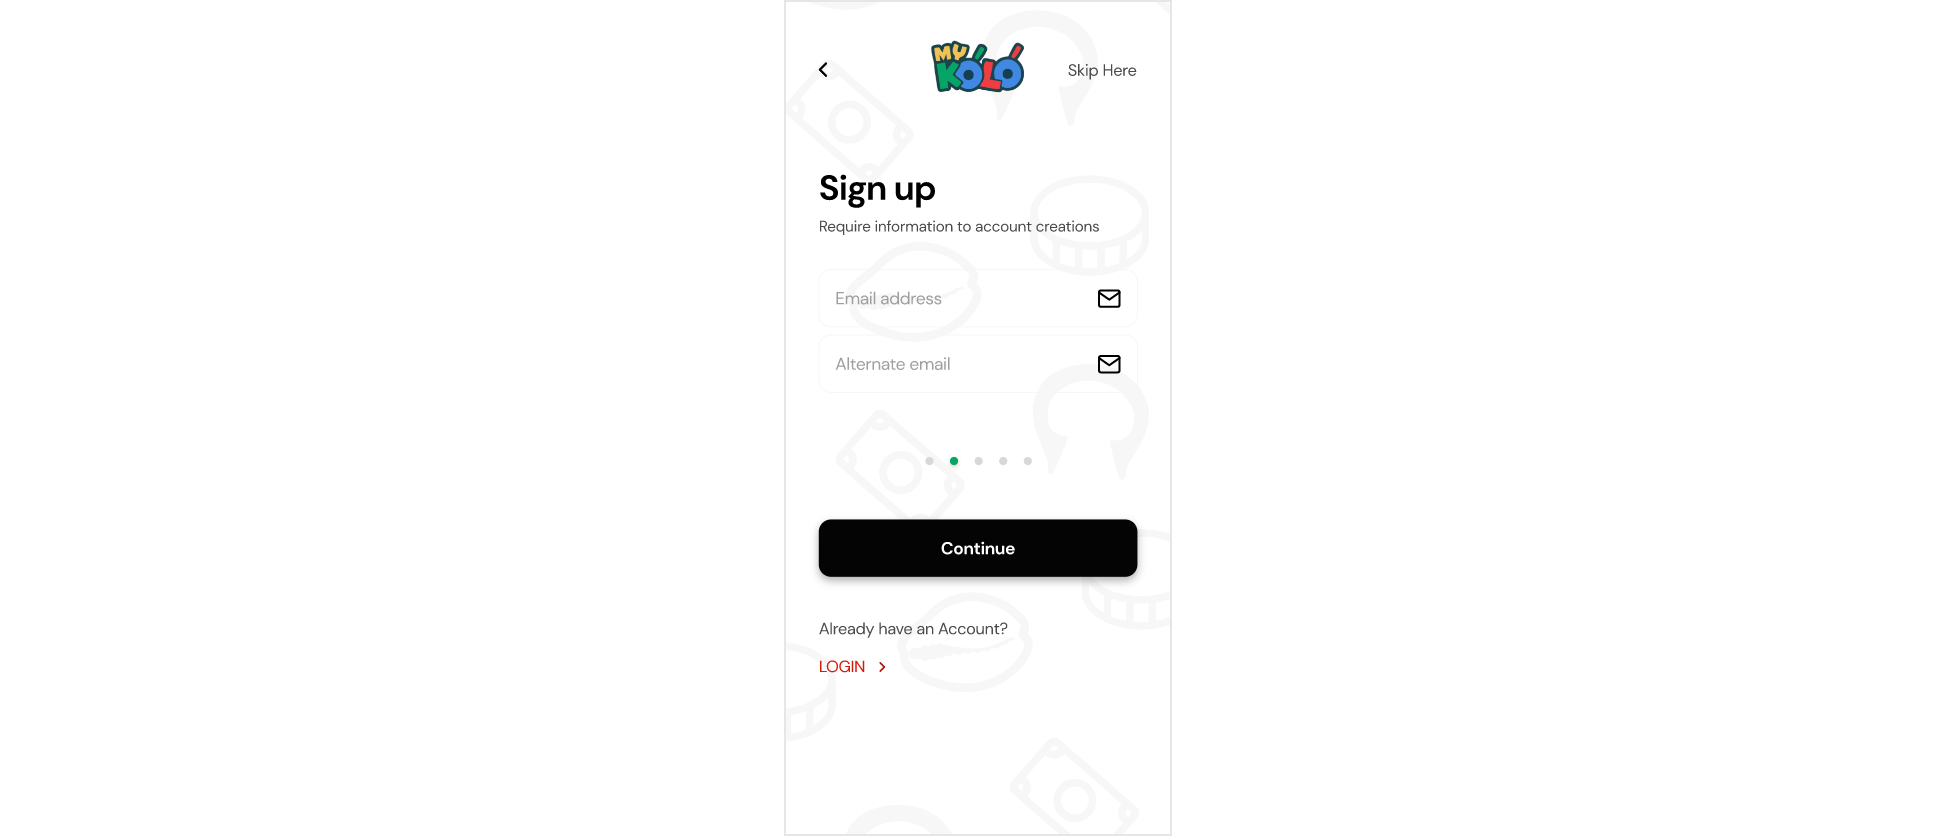 MY
KÓLÓ
Skip Here
Sign up
Require information to account creations
Email address
Alternate email
Continue
Already have an Account?
LOGIN